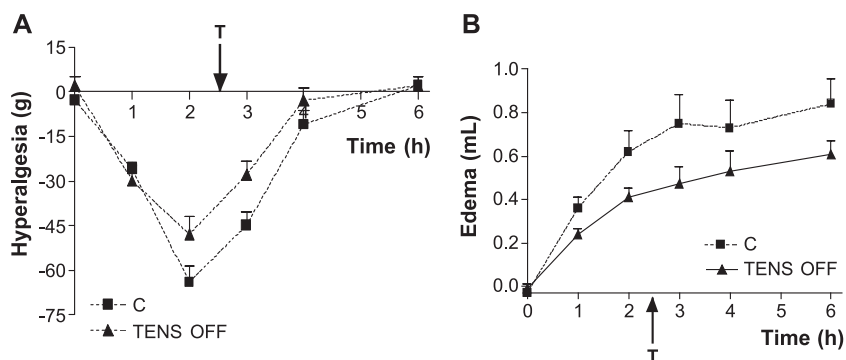 A
T
15
0
-15
-30
-45
-60
-75
1 2 3 4 5 6
Hyperalgesia (g)
Time (h)
C
TENS OFF
B
1.0
0.8
0.6
0.4
0.2
0.0
0 1 2 3 4 5 6
Edema (mL)
C
TENS OFF
Time (h)
T